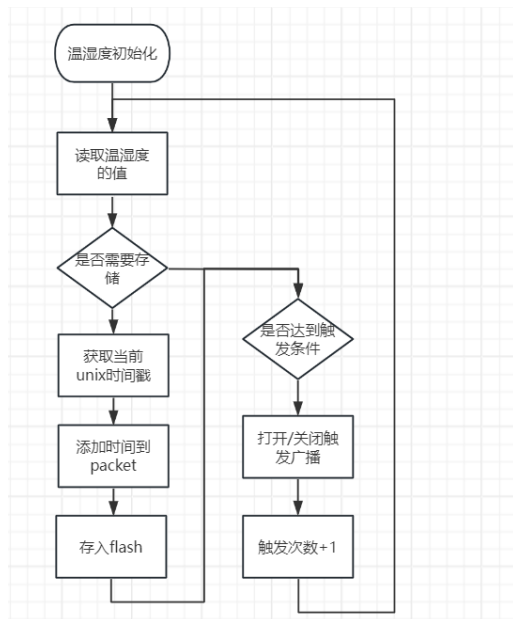 温湿度初始化
读取温湿度
的值
是否需要存
储
获取当前
unix时间戳
添加时间到
packet
存入flash
是否达到触
发条件
打开/关闭触
发广播
触发次数+1